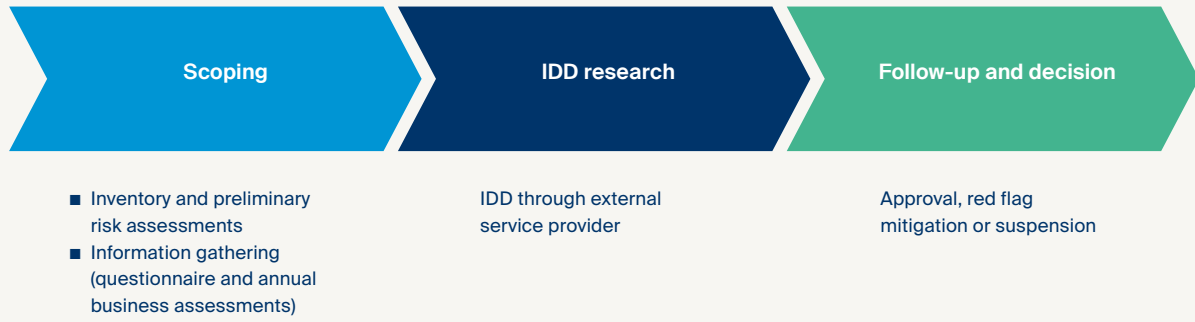 Scoping
IDD research
Follow-up and decision
■ Inventory and preliminary
risk assessments
■ Information gathering
(questionnaire and annual
business assessments)
IDD through external
service provider
Approval, red flag
mitigation or suspension